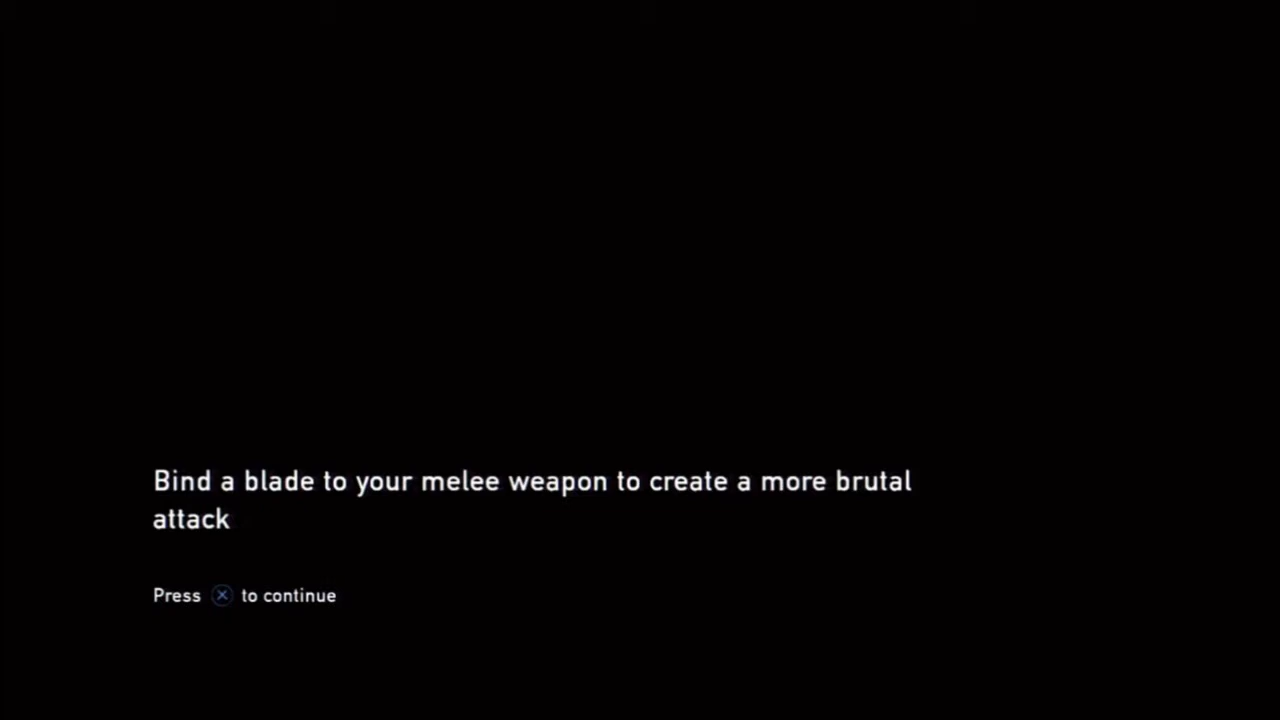 Bind a blade to your melee weapon to create a more brutal
attack
Press ⊗ to continue